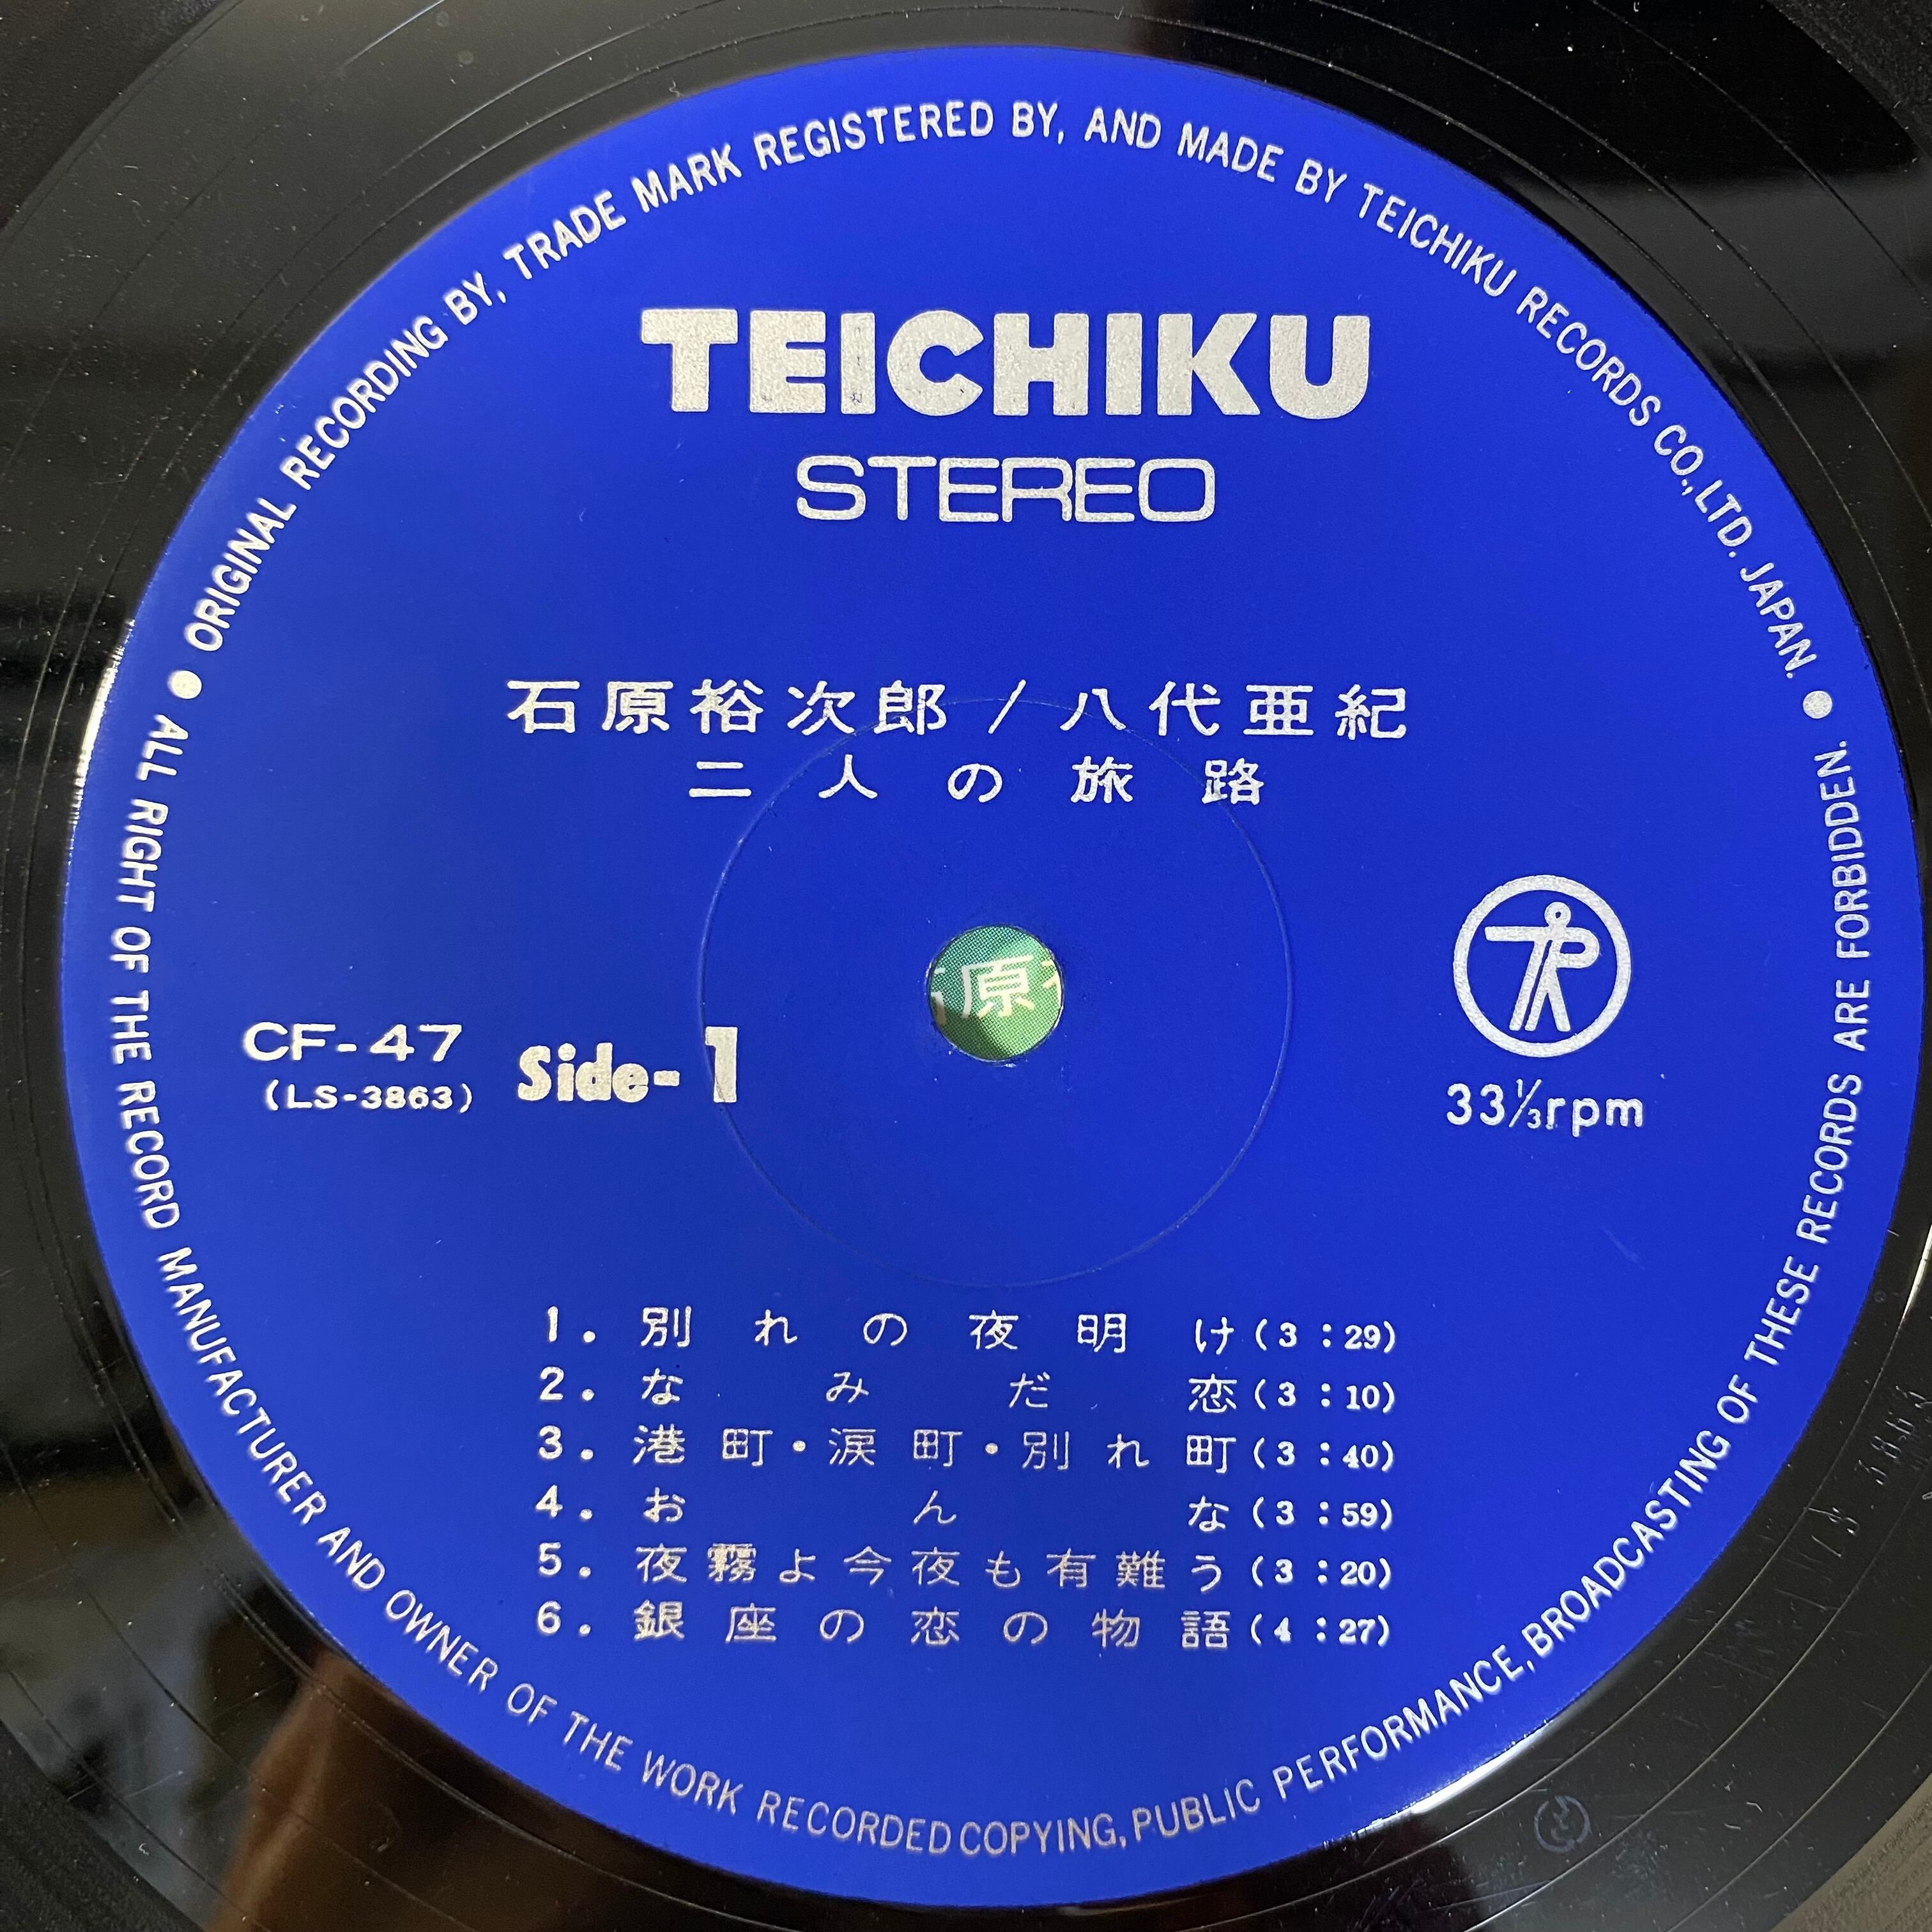 ● ORIGINAL RECORDING BY, TRADE MARK REGISTERED BY, AND MADE BY TEICHIKU RECORDS CO., LTD. JAPAN. ●
TEICHIKU
STEREO
石原裕次郎/八代亜紀
二人の旅路
原
CF-47
(LS-3863)
Side-1
33⅓rpm
1. 別れの夜明け(3:29)
2. なみだ恋(3:10)
3. 港町・涙町・別れ町(3:40)
4. おんな(3:59)
5. 夜霧よ今夜も有難う(3:20)
6. 銀座の恋の物語(4:27)
ALL RIGHT OF THE RECORD MANUFACTURER AND OWNER OF THE WORK RECORDED COPYING, PUBLIC PERFORMANCE, BROADCASTING OF THESE RECORDS ARE FORBIDDEN.